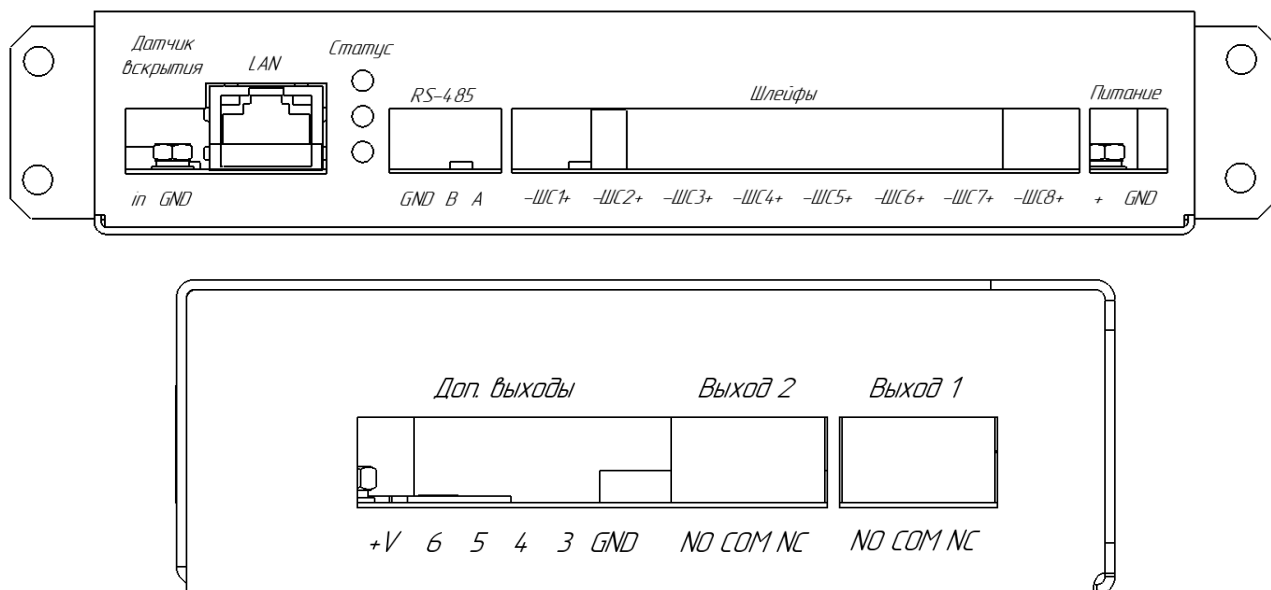 Датчик вскрытия
LAN
Статус
RS-485
Шлейфы
Питание
in GND
GND B A
-ШС1+ -ШС2+ -ШС3+ -ШС4+ -ШС5+ -ШС6+ -ШС7+ -ШС8+
+ GND
Доп. выходы
Выход 2
Выход 1
+V 6 5 4 3 GND
NO COM NC
NO COM NC